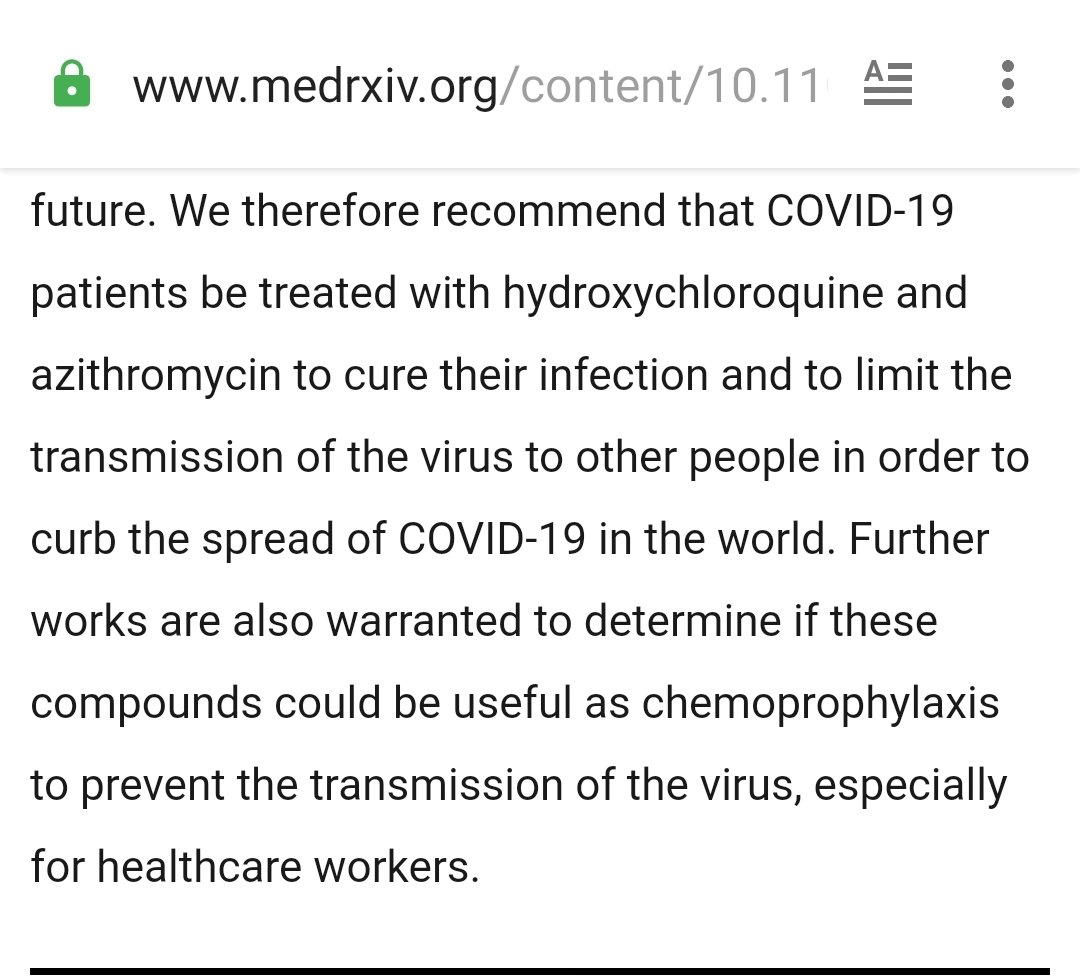 www.medrxiv.org/content/10.11
future. We therefore recommend that COVID-19
patients be treated with hydroxychloroquine and
azithromycin to cure their infection and to limit the
transmission of the virus to other people in order to
curb the spread of COVID-19 in the world. Further
works are also warranted to determine if these
compounds could be useful as chemoprophylaxis
to prevent the transmission of the virus, especially
for healthcare workers.